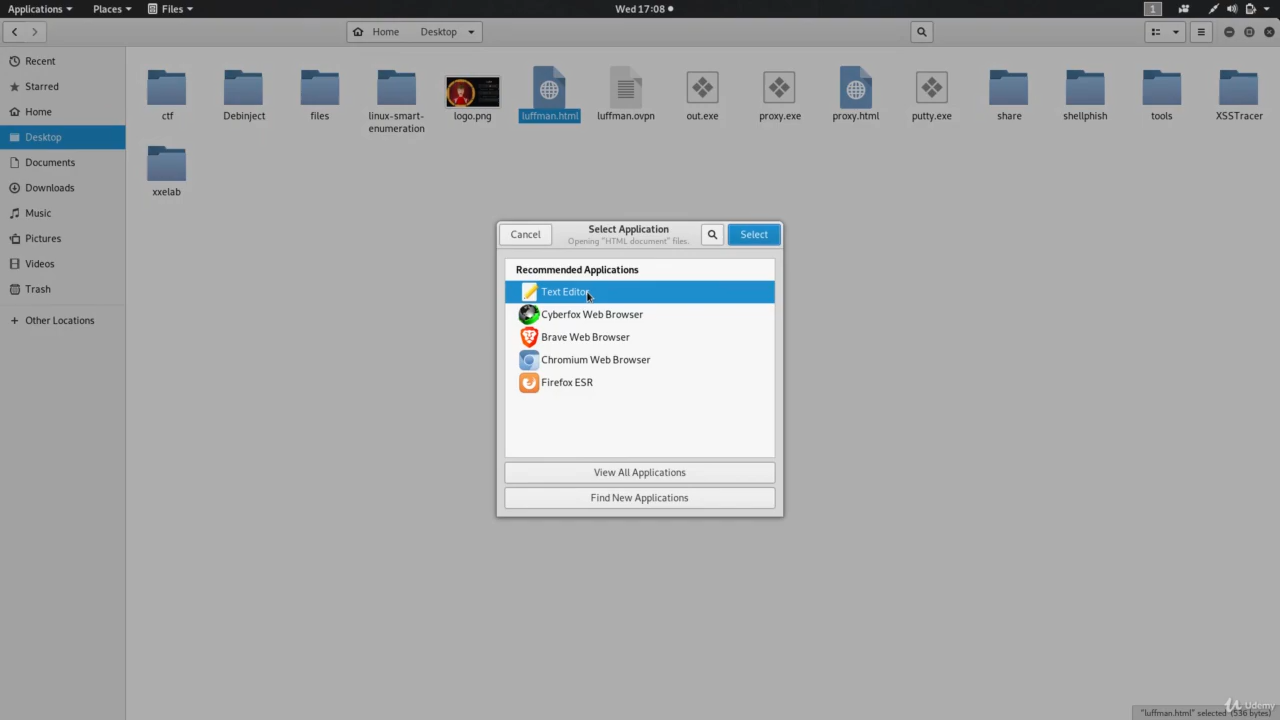 Applications Places Files Wed 17:08 1
Home Desktop
Recent
Starred
Home
Desktop
Documents
Downloads
Music
Pictures
Videos
Trash
Other Locations
ctf Debinject files linux-smart-enumeration logo.png luffman.html luffman.ovpn out.exe proxy.exe proxy.html putty.exe share shellphish tools XSSTracer
xxelab
Cancel Select Application Select
Opening "HTML document" files.
Recommended Applications
Text Editor
Cyberfox Web Browser
Brave Web Browser
Chromium Web Browser
Firefox ESR
View All Applications
Find New Applications
Udemy
"luffman.html" selected (536 bytes)